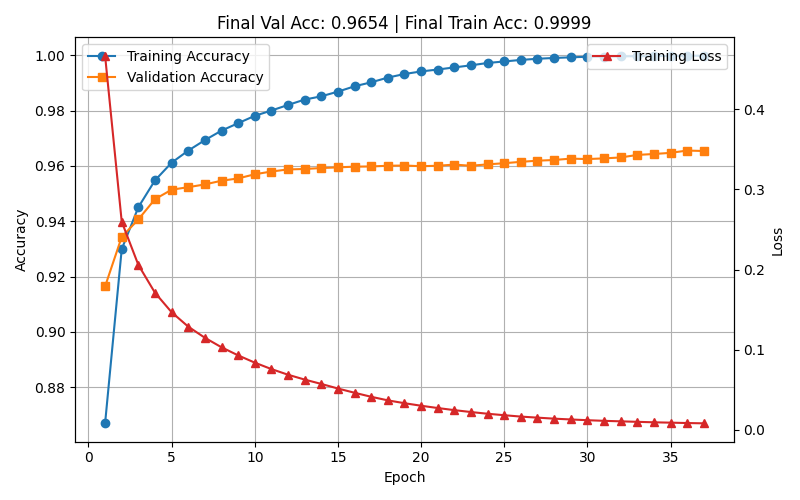 Final Val Acc: 0.9654 | Final Train Acc: 0.9999
Training Accuracy
Validation Accuracy
Training Loss
1.00
0.98
0.96
0.94
0.92
0.90
0.88
Accuracy
0.4
0.3
0.2
0.1
0.0
Loss
0 5 10 15 20 25 30 35
Epoch